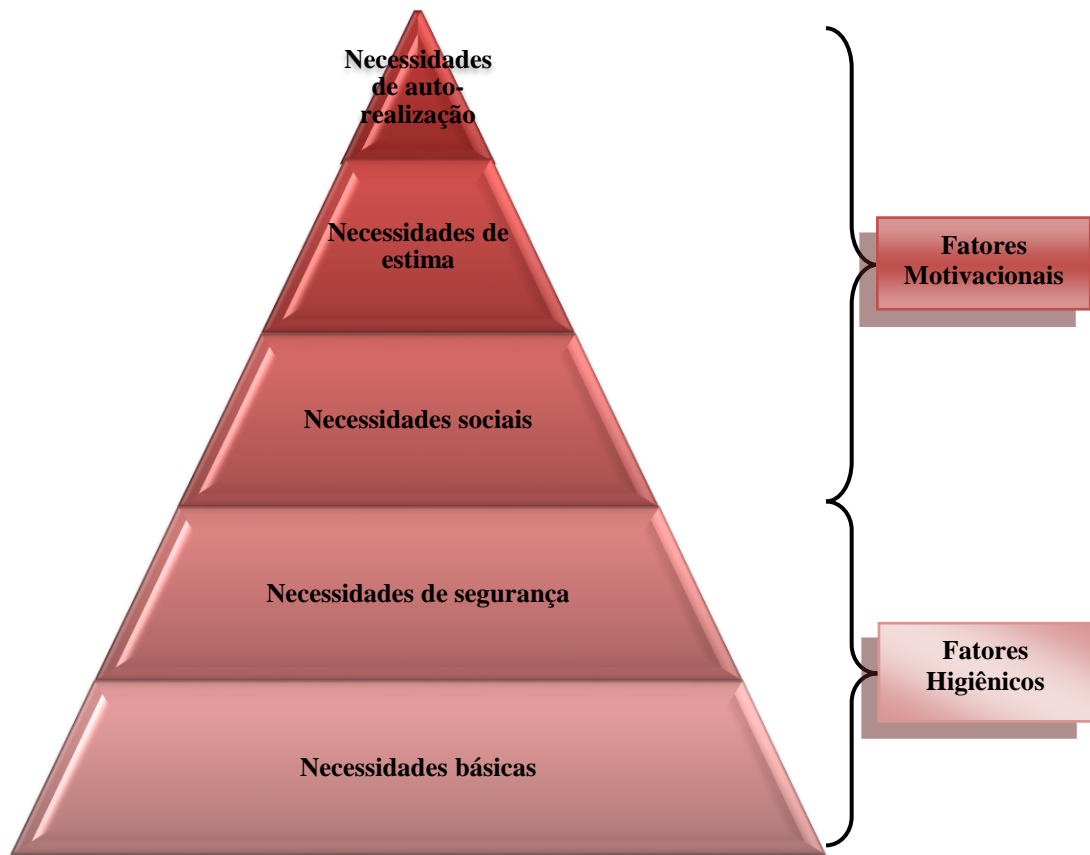 Necessidades
de auto-
realização
Necessidades de
estima
Fatores
Motivacionais
Necessidades sociais
Necessidades de segurança
Fatores
Higiênicos
Necessidades básicas